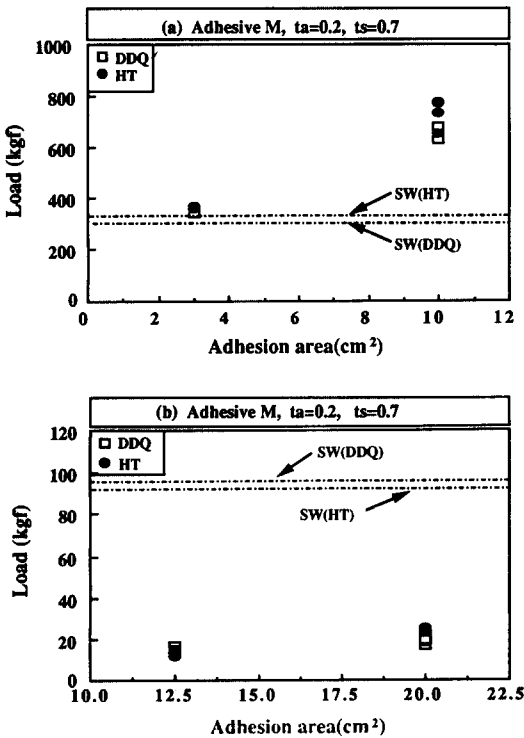 (a) Adhesive M, ta=0.2, ts=0.7
1000
800
600
400
200
0
Load (kgf)
DDQ
HT
SW(HT)
SW(DDQ)
0 2 4 6 8 10 12
Adhesion area(cm²)
(b) Adhesive M, ta=0.2, ts=0.7
120
100
80
60
40
20
0
Load (kgf)
DDQ
HT
SW(DDQ)
SW(HT)
10.0 12.5 15.0 17.5 20.0 22.5
Adhesion area(cm²)